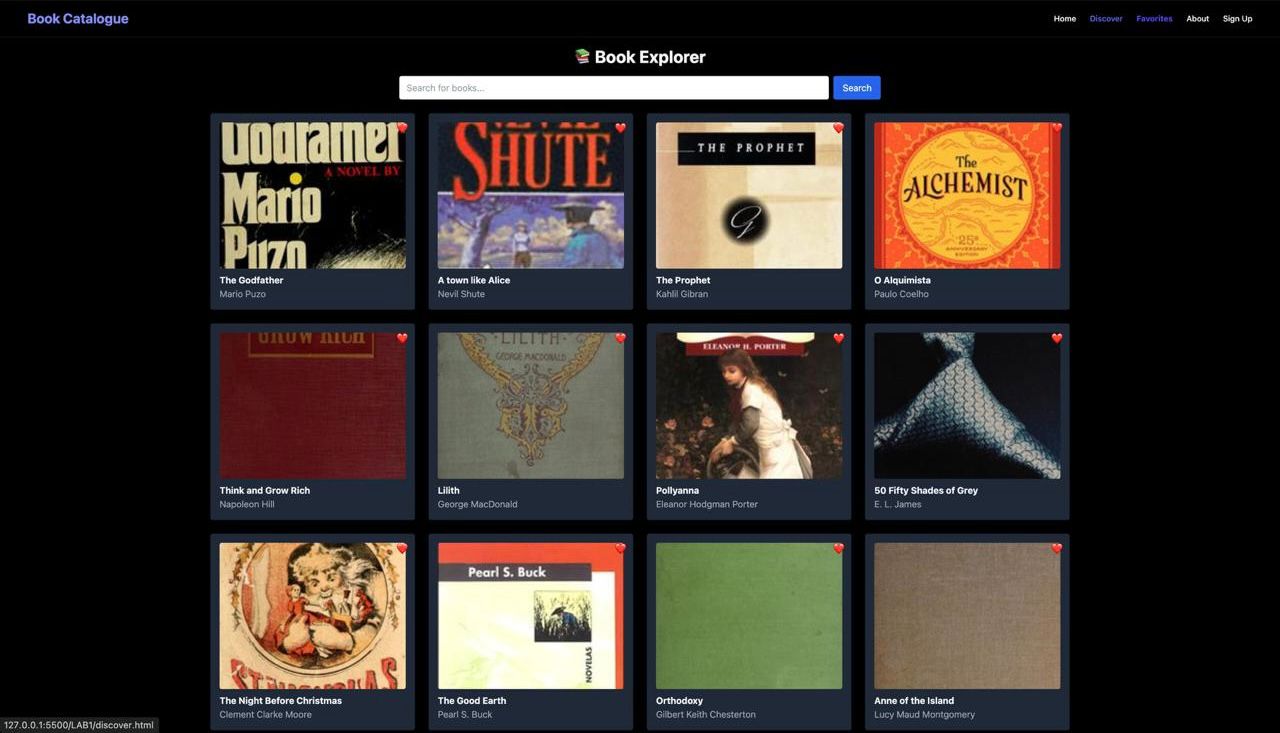 Book Catalogue
Home Discover Favorites About Sign Up
📚 Book Explorer
Search for books...
Search
Godfather
A NOVEL BY
Mario
Puzo
The Godfather
Mario Puzo
NEVIL
SHUTE
A town like Alice
Nevil Shute
THE PROPHET
G
The Prophet
Kahlil Gibran
The
ALCHEMIST
25th
ANNIVERSARY
EDITION
O Alquimista
Paulo Coelho
GROW RICH
Think and Grow Rich
Napoleon Hill
LILITH
GEORGE MACDONALD
Lilith
George MacDonald
ELEANOR H. PORTER
Pollyanna
Eleanor Hodgman Porter
50 Fifty Shades of Grey
E. L. James
The Night Before Christmas
Clement Clarke Moore
Pearl S. Buck
NOVELAS
The Good Earth
Pearl S. Buck
Orthodoxy
Gilbert Keith Chesterton
Anne of the Island
Lucy Maud Montgomery
127.0.0.1:5500/LAB1/discover.html